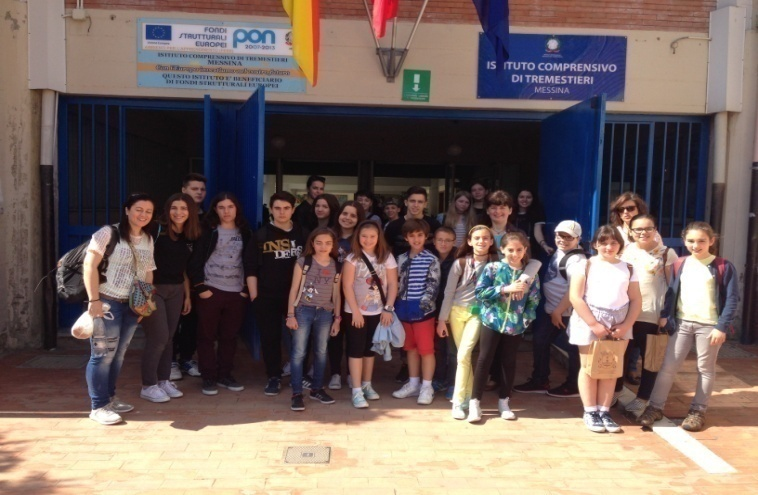 FONDI
STRUTTURALI
EUROPEI
pon
2007-2013
ISTITUTO COMPRENSIVO DI TREMESTIERI
MESSINA
QUESTO ISTITUTO E' BENEFICIARIO
DI FONDI STRUTTURALI EUROPEI
ISTITUTO COMPRENSIVO
DI TREMESTIERI
MESSINA